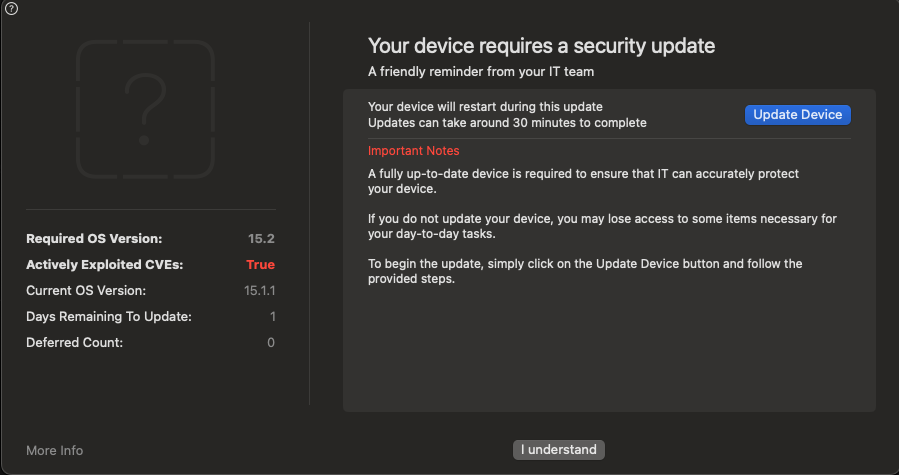 ?
?
Required OS Version: 15.2
Actively Exploited CVEs: True
Current OS Version: 15.1.1
Days Remaining To Update: 1
Deferred Count: 0
More Info
Your device requires a security update
A friendly reminder from your IT team
Your device will restart during this update
Updates can take around 30 minutes to complete
Update Device
Important Notes
A fully up-to-date device is required to ensure that IT can accurately protect
your device.
If you do not update your device, you may lose access to some items necessary for
your day-to-day tasks.
To begin the update, simply click on the Update Device button and follow the
provided steps.
I understand